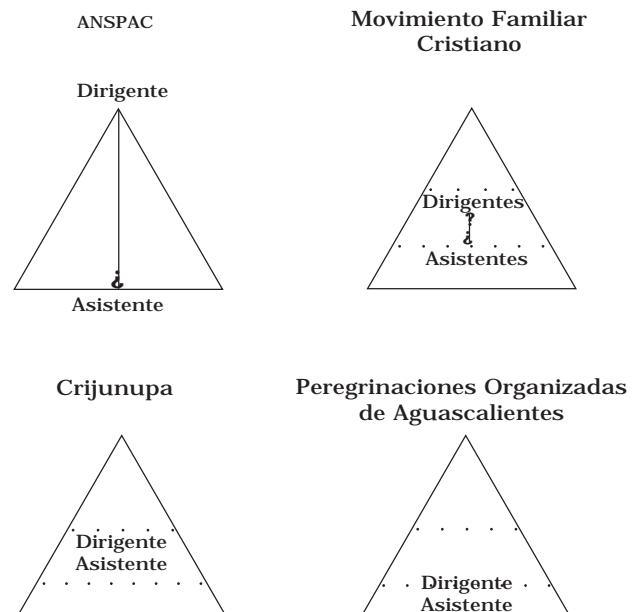 ANSPAC
Dirigente
¿
Asistente
Movimiento Familiar
Cristiano
Dirigentes
?
¿
Asistentes
Crijunupa
Dirigente
Asistente
Peregrinaciones Organizadas
de Aguascalientes
Dirigente
Asistente